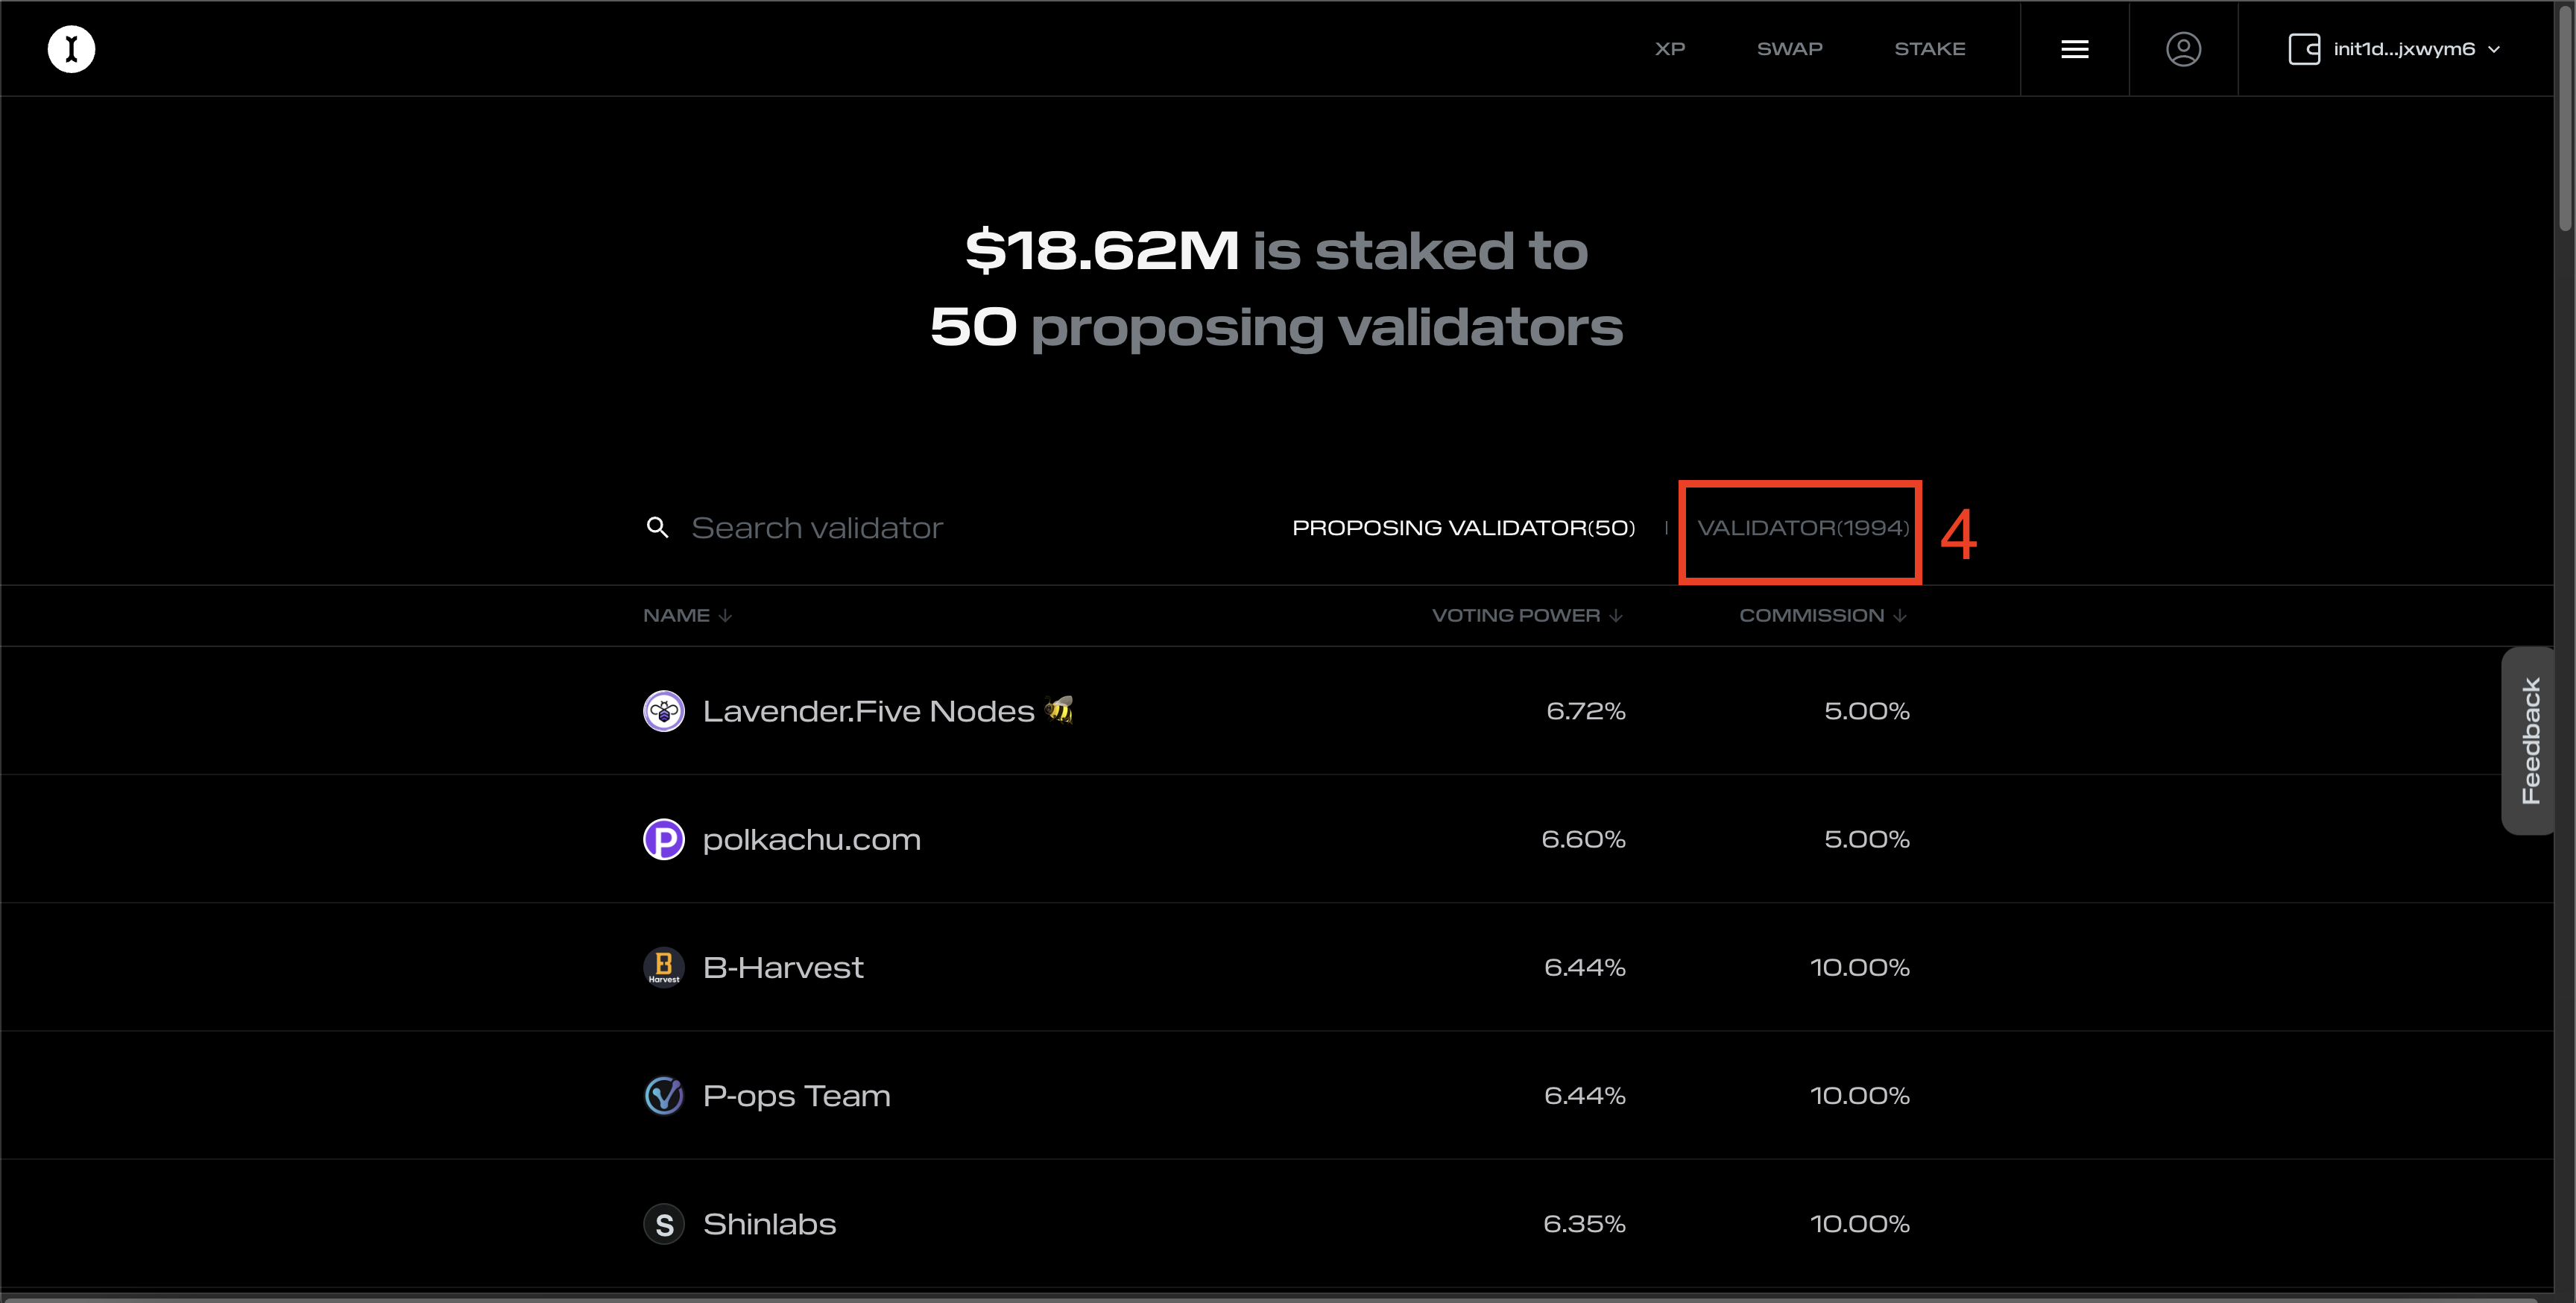 XP SWAP STAKE init1d...jxwym6
$18.62M is staked to
50 proposing validators
Search validator PROPOSING VALIDATOR(50) | VALIDATOR(1994) 4
NAME ↓ VOTING POWER ↓ COMMISSION ↓
Lavender.Five Nodes 🐝 6.72% 5.00%
P polkachu.com 6.60% 5.00%
B Harvest B-Harvest 6.44% 10.00%
P-ops Team 6.44% 10.00%
S Shinlabs 6.35% 10.00%
Feedback